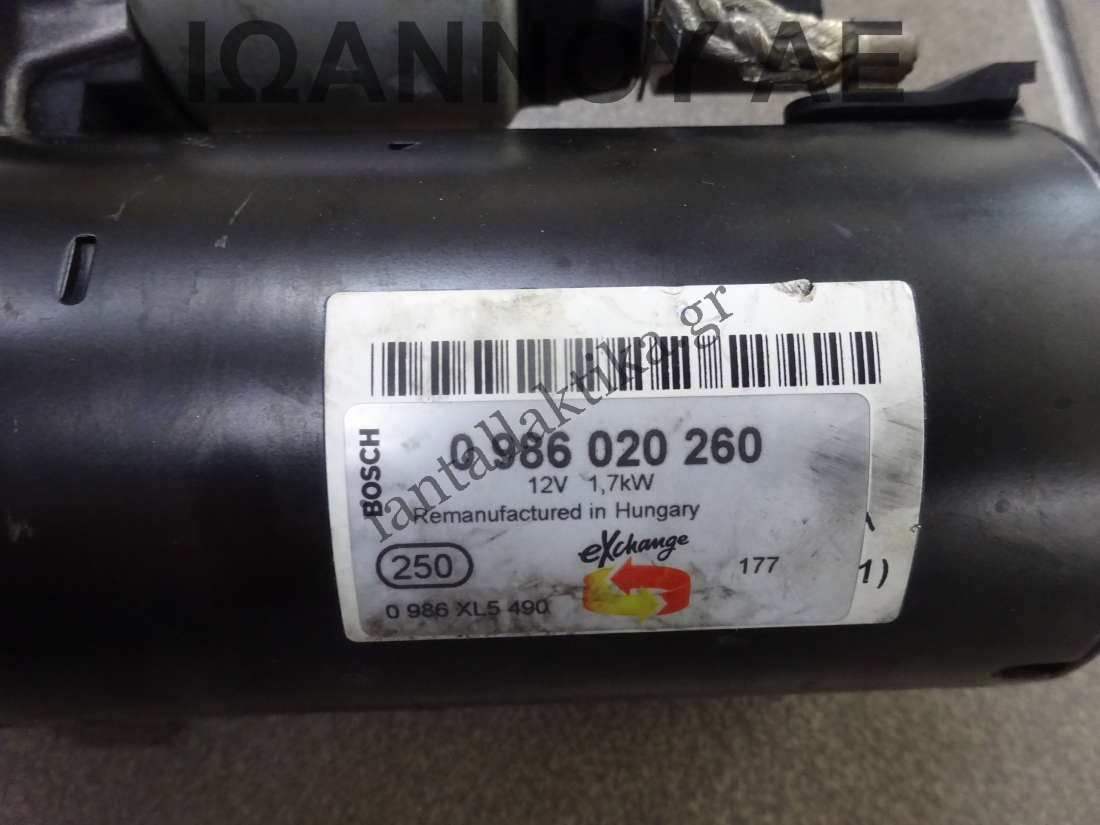 ΙΩΑΝΝΟΥ ΑΕ
iantallaktika.gr
BOSCH
0 986 020 260
12V 1,7kW
Remanufactured in Hungary
250
eXchange
177
1)
0 986 XL5 490